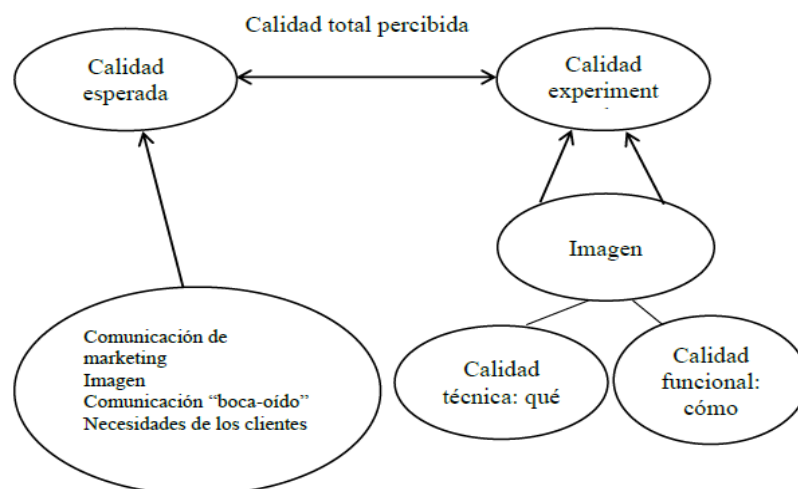 Calidad total percibida
Calidad
esperada
Calidad
experiment
Imagen
Comunicación de
marketing
Imagen
Comunicación “boca-oído”
Necesidades de los clientes
Calidad
técnica: qué
Calidad
funcional:
cómo